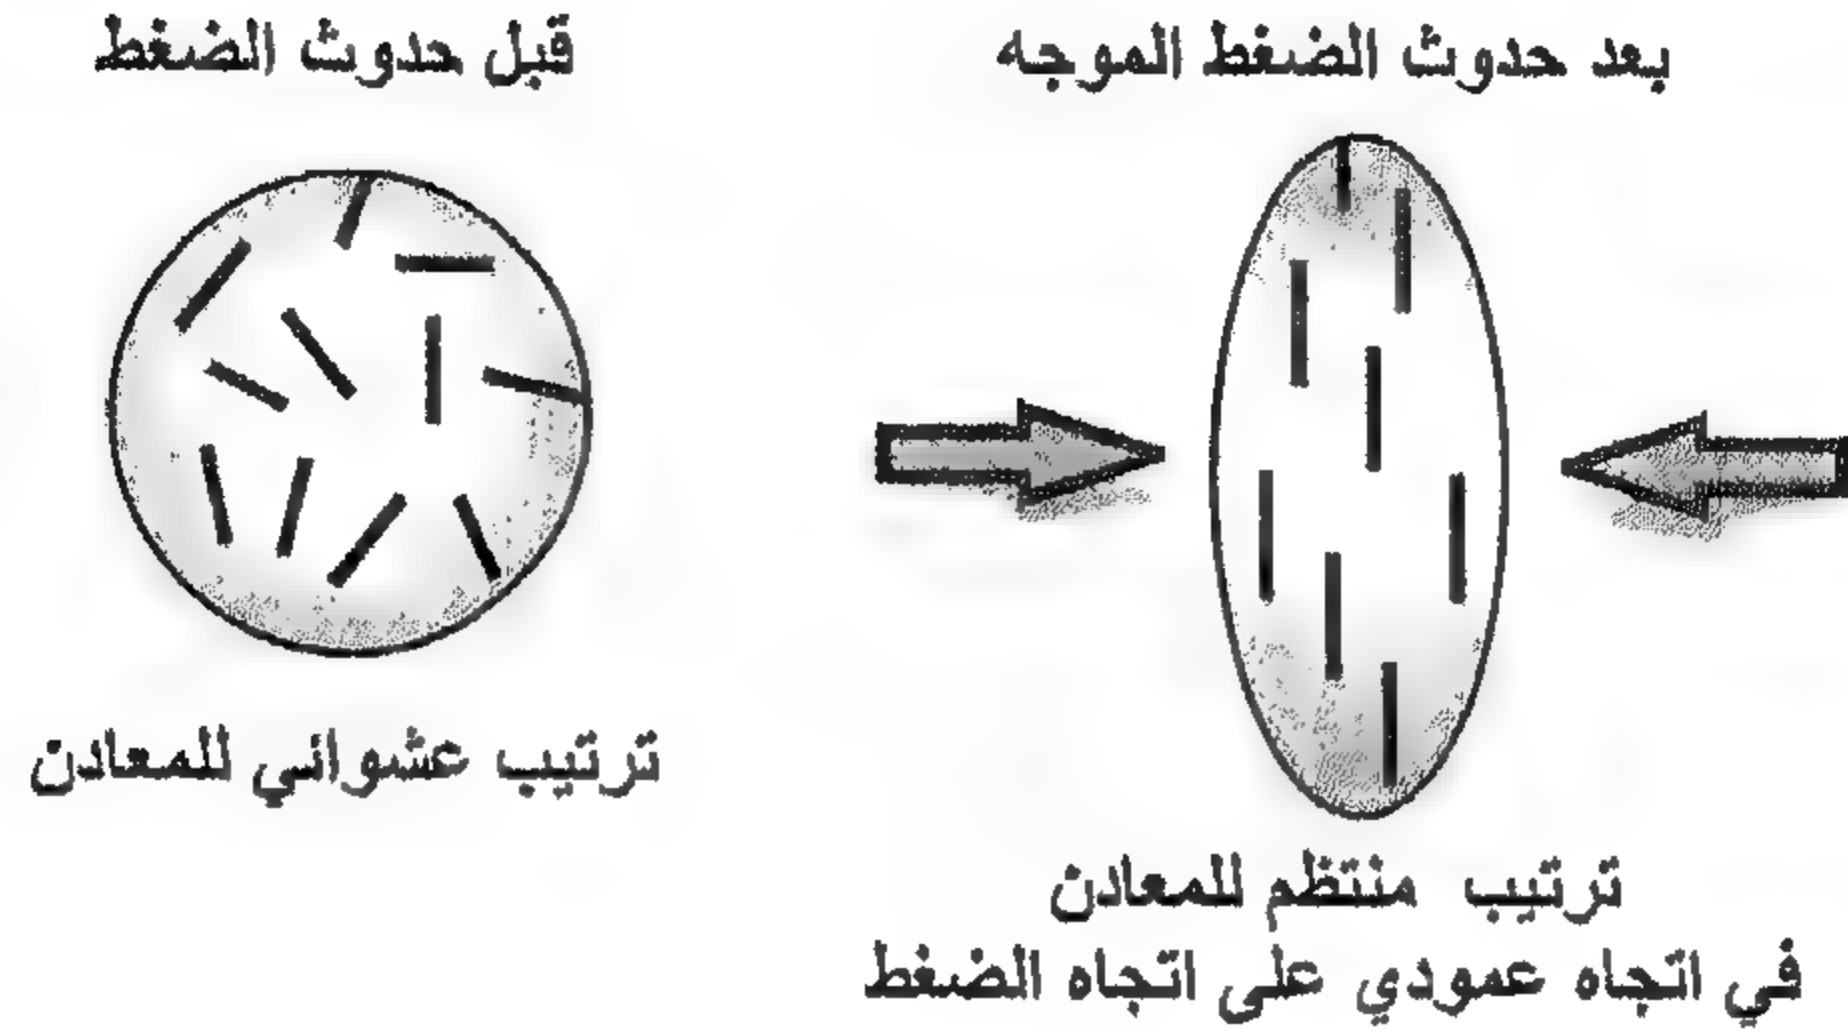 بعد حدوث الضغط الموجه
قبل حدوث الضغط
ترتيب عشوائي للمعادن
ترتيب منتظم للمعادن
في اتجاه عمودي على اتجاه الضغط